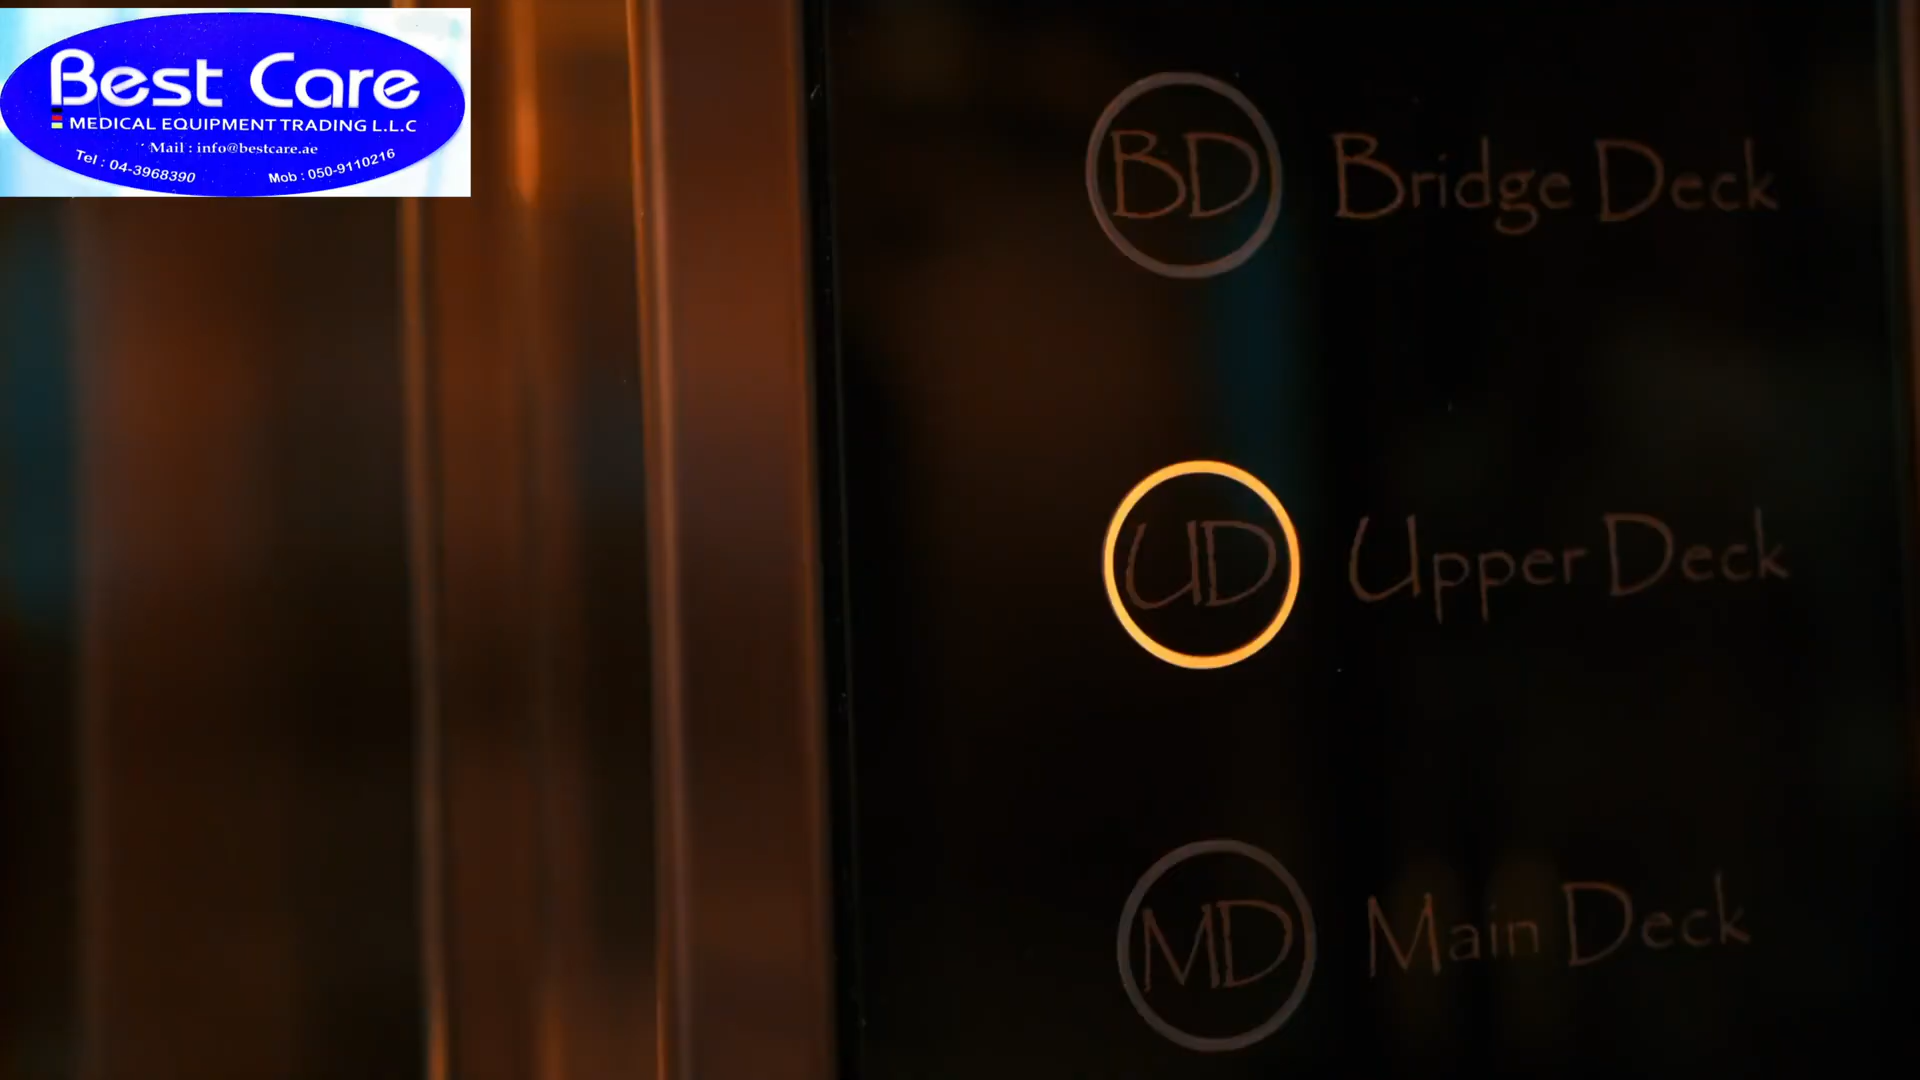 Best Care
MEDICAL EQUIPMENT TRADING L.L.C
Mail : info@bestcare.ae
Tel : 04-3968390
Mob : 050-9110216
BD Bridge Deck
UD Upper Deck
MD Main Deck